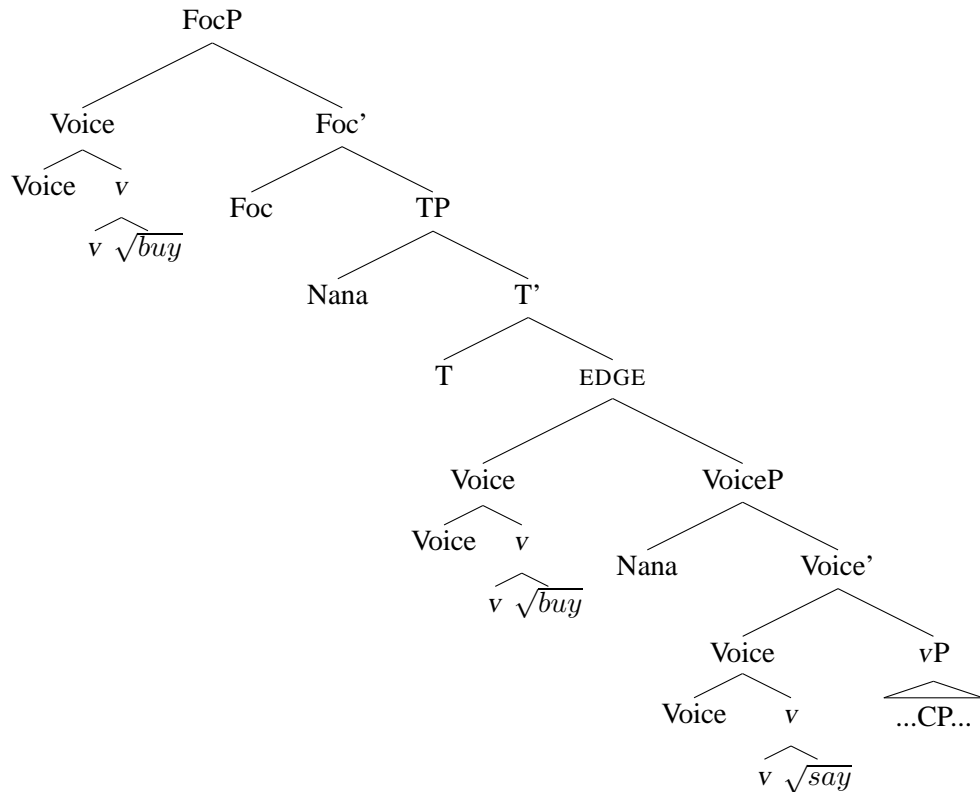 FocP
Voice Foc’
Voice v Foc TP
v √buy
Nana T’
T EDGE
Voice VoiceP
Voice v Nana Voice’
v √buy
Voice vP
Voice v ...CP...
v √say